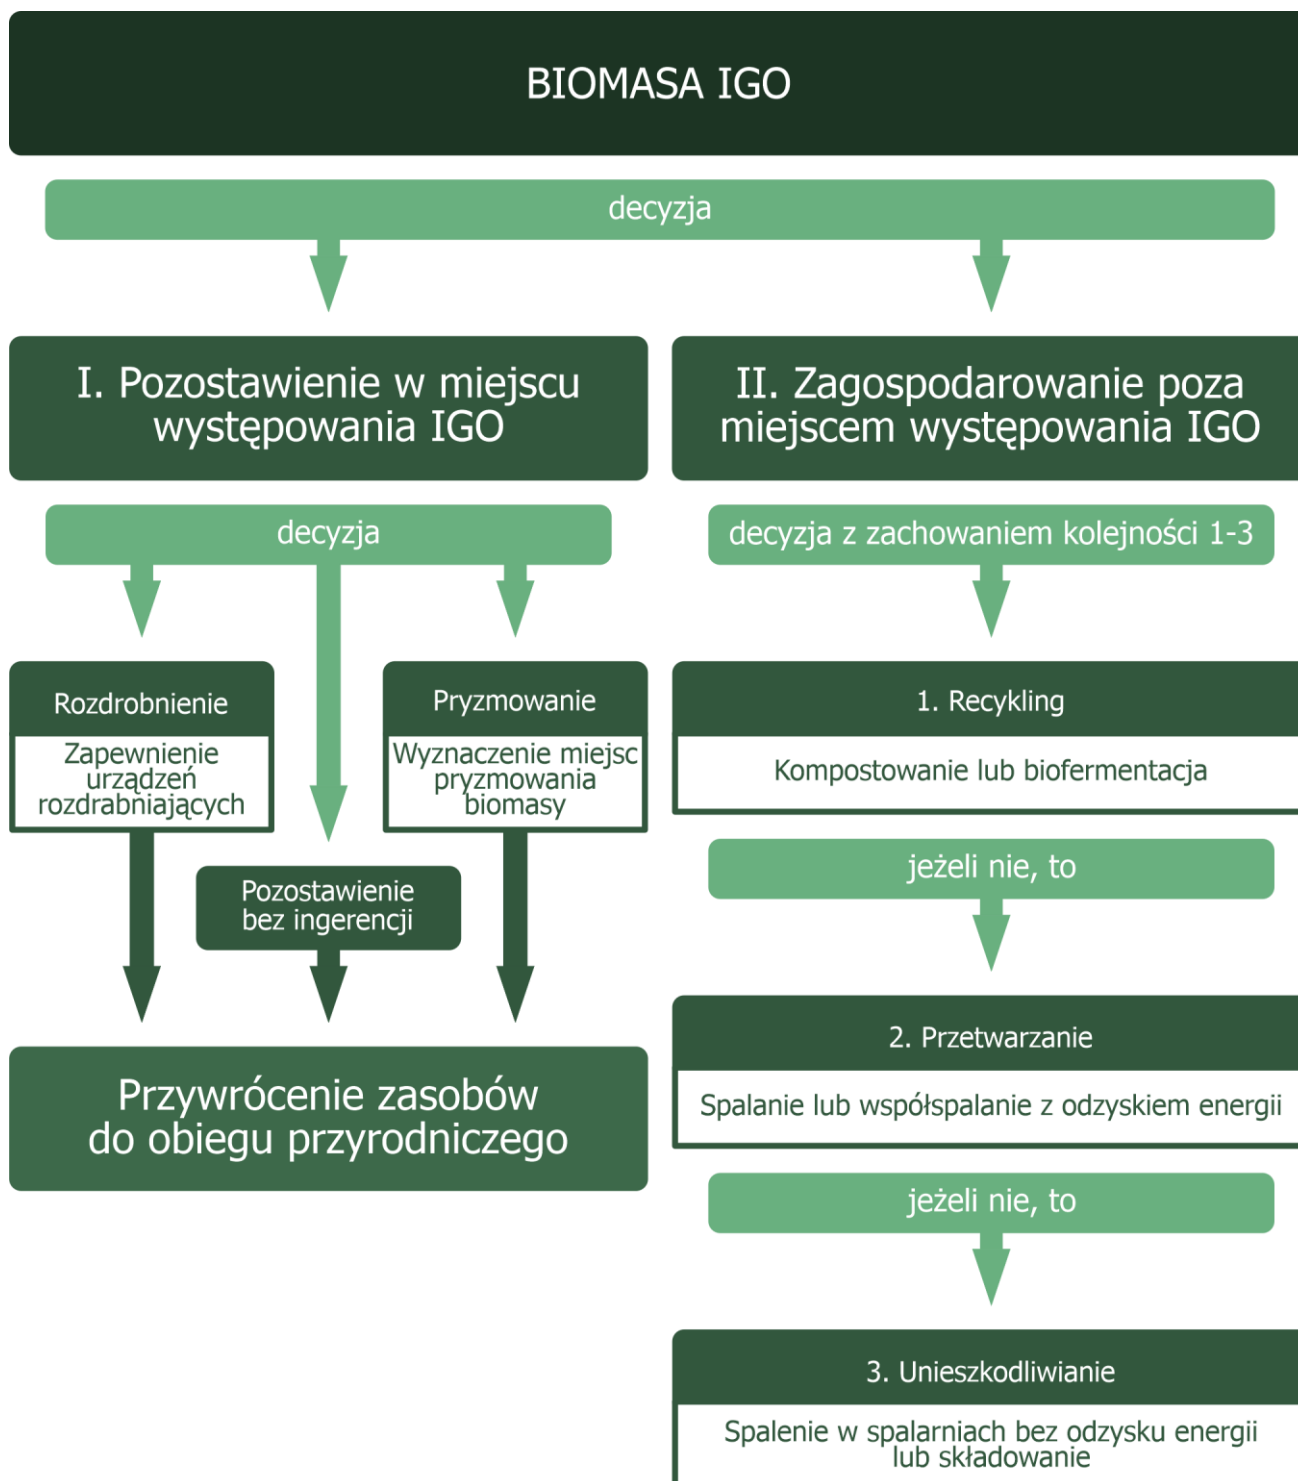 BIOMASA IGO
decyzja
I. Pozostawienie w miejscu
występowania IGO
decyzja
Rozdrobnienie
Zapewnienie
urządzeń
rozdrabniających
Pozostawienie
bez ingerencji
Pryzmowanie
Wyznaczenie miejsc
pryzmowania
biomasy
Przywrócenie zasobów
do obiegu przyrodniczego
II. Zagospodarowanie poza
miejscem występowania IGO
decyzja z zachowaniem kolejności 1-3
1. Recykling
Kompostowanie lub biofermentacja
jeżeli nie, to
2. Przetwarzanie
Spalanie lub współspalanie z odzyskiem energii
jeżeli nie, to
3. Unieszkodliwianie
Spalenie w spalarniach bez odzysku energii
lub składowanie